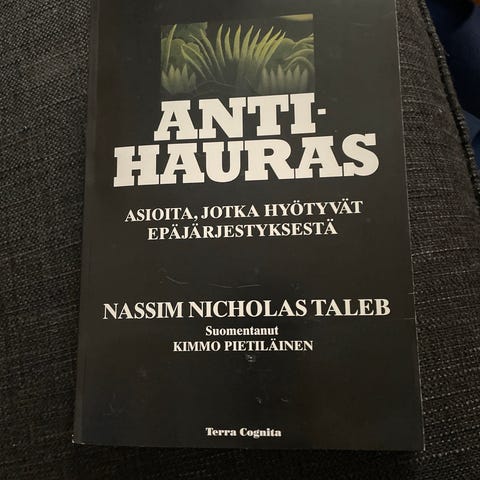 ANTI-
HAURAS
ASIOITA, JOTKA HYÖTYVÄT
EPÄJÄRJESTYKSESTÄ
NASSIM NICHOLAS TALEB
Suomentanut
KIMMO PIETILÄINEN
Terra Cognita